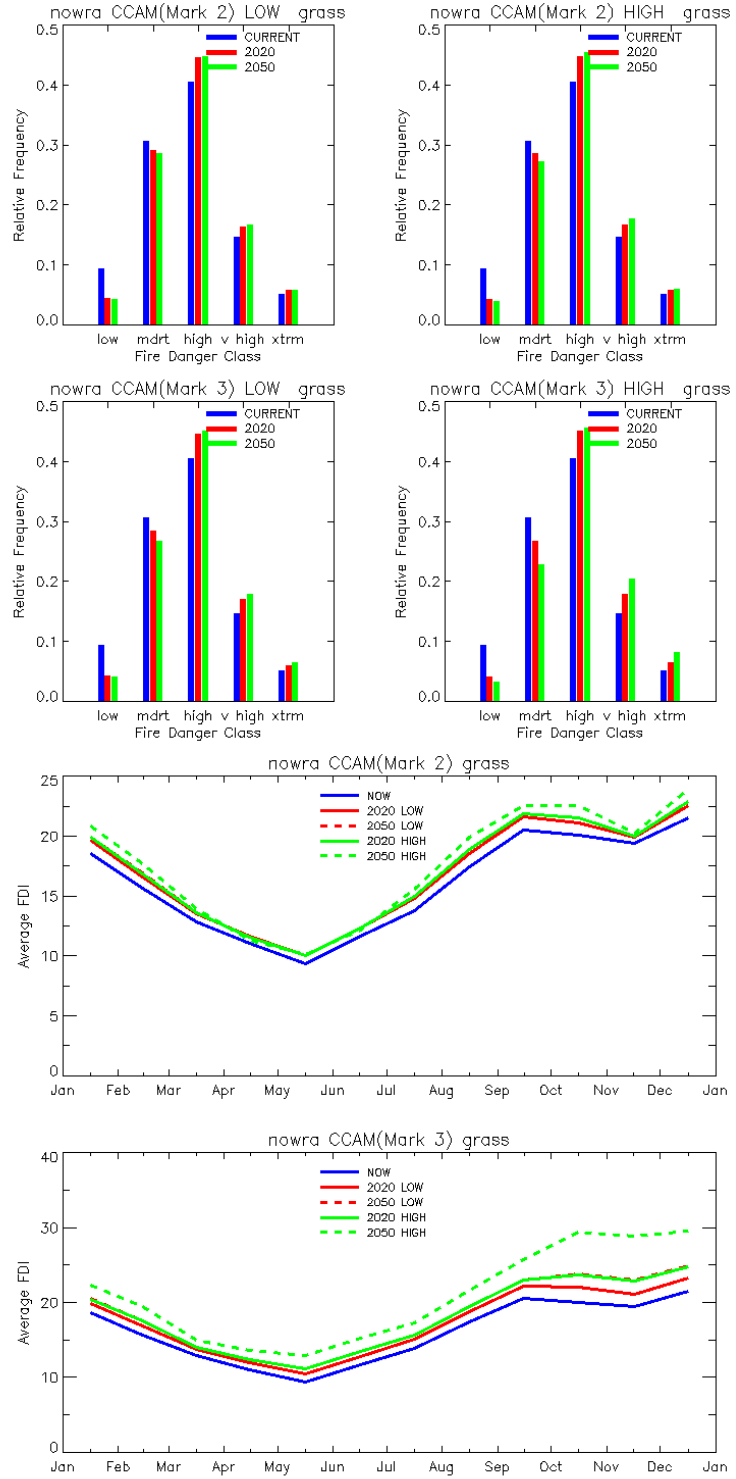 nowra CCAM(Mark 2) LOW grass
0.5
0.4
0.3
0.2
0.1
0.0
Relative Frequency
CURRENT
2020
2050
low mdrt high v high xtrm
Fire Danger Class
nowra CCAM(Mark 2) HIGH grass
0.5
0.4
0.3
0.2
0.1
0.0
Relative Frequency
CURRENT
2020
2050
low mdrt high v high xtrm
Fire Danger Class
nowra CCAM(Mark 3) LOW grass
0.5
0.4
0.3
0.2
0.1
0.0
Relative Frequency
CURRENT
2020
2050
low mdrt high v high xtrm
Fire Danger Class
nowra CCAM(Mark 3) HIGH grass
0.5
0.4
0.3
0.2
0.1
0.0
Relative Frequency
CURRENT
2020
2050
low mdrt high v high xtrm
Fire Danger Class
nowra CCAM(Mark 2) grass
25
20
15
10
5
0
Average FDI
NOW
2020 LOW
2050 LOW
2020 HIGH
2050 HIGH
Jan Feb Mar Apr May Jun Jul Aug Sep Oct Nov Dec Jan
nowra CCAM(Mark 3) grass
40
30
20
10
0
Average FDI
NOW
2020 LOW
2050 LOW
2020 HIGH
2050 HIGH
Jan Feb Mar Apr May Jun Jul Aug Sep Oct Nov Dec Jan